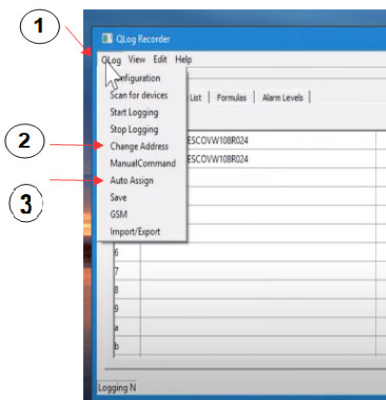 1
QLog Recorder
QLog View Edit Help
Configuration
Scan for devices
List Formulas Alarm Levels
Start Logging
Stop Logging
2
ESCOVW108R024
Change Address
ManualCommand
ESCOVW108R024
Auto Assign
3
Save
GSM
Import/Export
6
7
8
9
a
b
Logging N